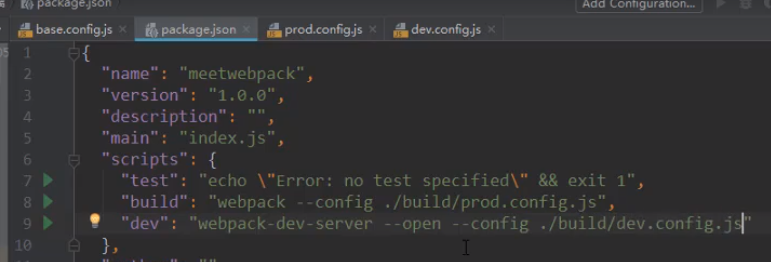 package.json
Add Configuration...
base.config.js
package.json
prod.config.js
dev.config.js
1 {
2 "name": "meetwebpack",
3 "version": "1.0.0",
4 "description": "",
5 "main": "index.js",
6 "scripts": {
7 "test": "echo \"Error: no test specified\" && exit 1",
8 "build": "webpack --config ./build/prod.config.js",
9 "dev": "webpack-dev-server --open --config ./build/dev.config.js"
10 },